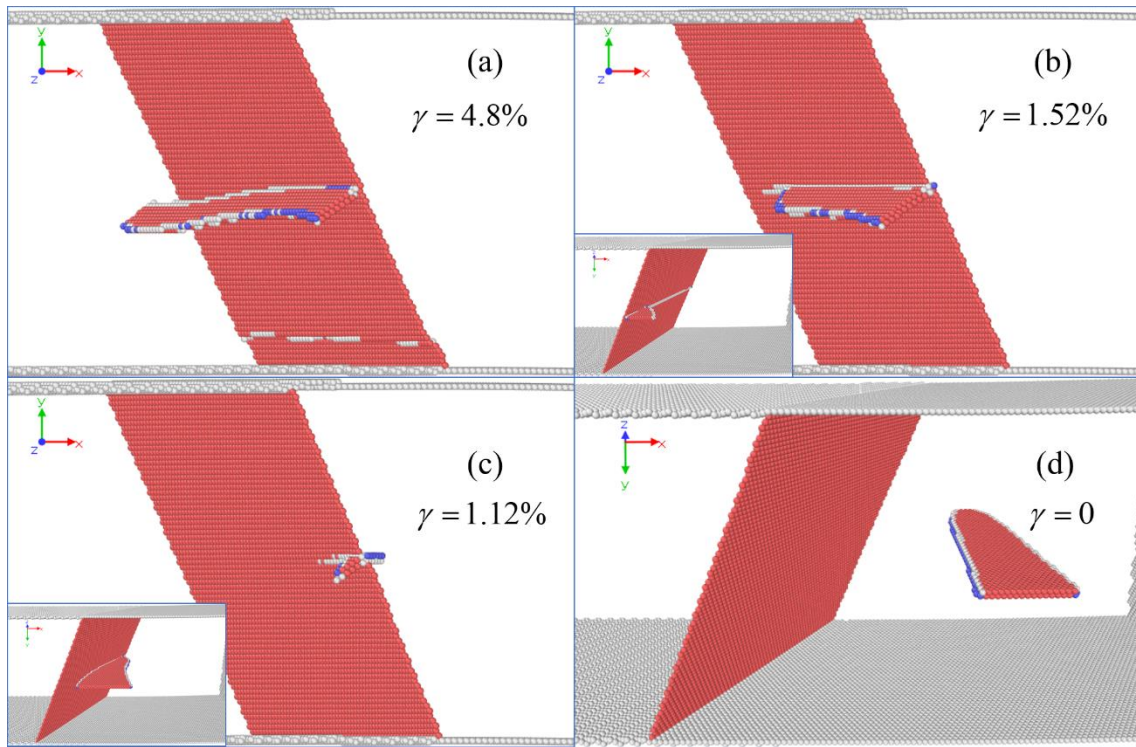 (a)
γ = 4.8%
y
z
x
(b)
γ = 1.52%
y
z
x
(c)
γ = 1.12%
y
z
x
(d)
γ = 0
z
x
y